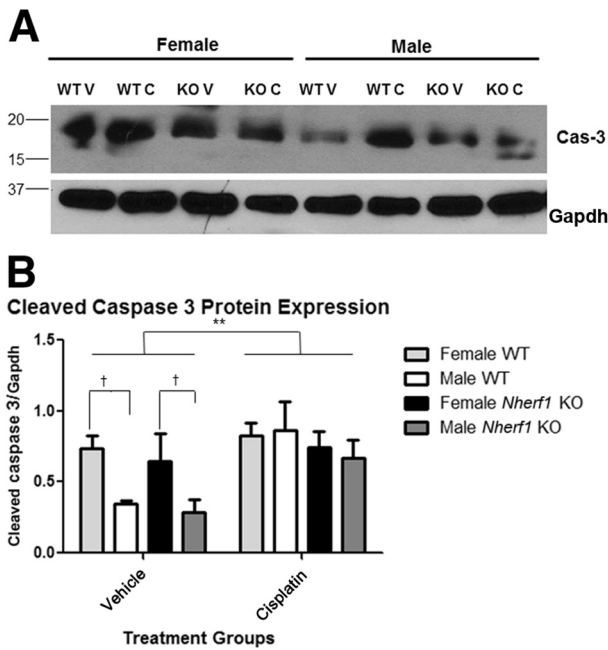 A
Female Male
WT V WT C KO V KO C WT V WT C KO V KO C
20
Cas-3
15
37
Gapdh
B
Cleaved Caspase 3 Protein Expression
**
1.5
† †
1.0
0.5
0.0
Cleaved caspase 3/Gapdh
Female WT
Male WT
Female Nherf1 KO
Male Nherf1 KO
Vehicle Cisplatin
Treatment Groups